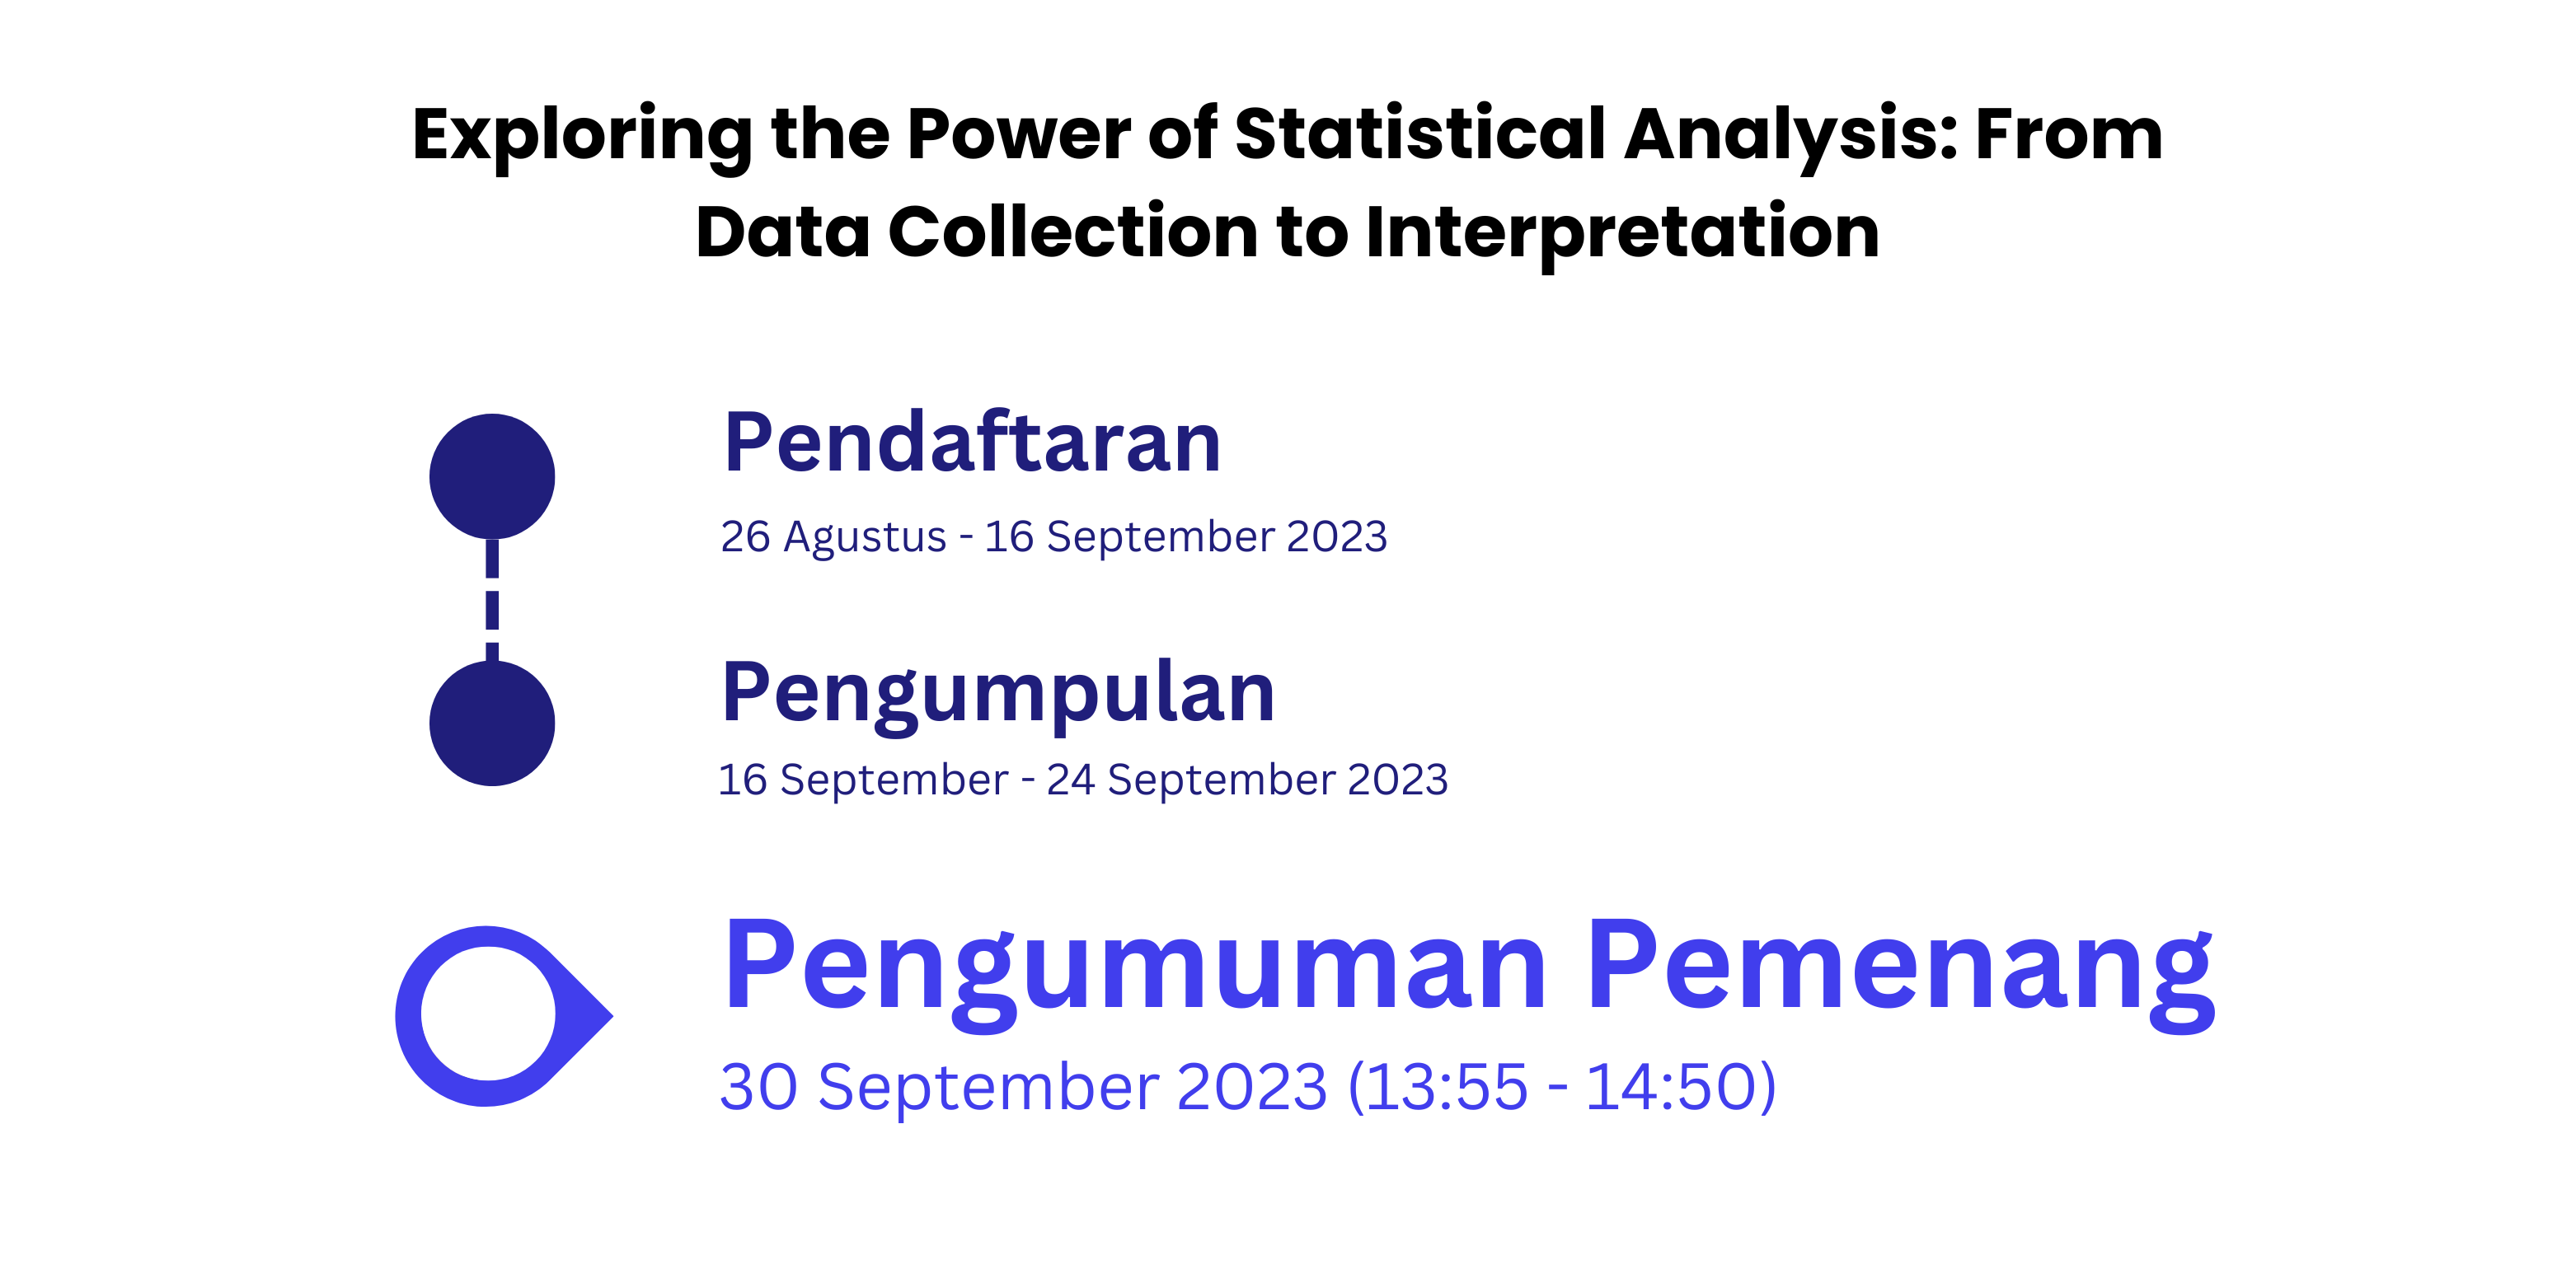 Exploring the Power of Statistical Analysis: From
Data Collection to Interpretation
Pendaftaran
26 Agustus - 16 September 2023
Pengumpulan
16 September - 24 September 2023
Pengumuman Pemenang
30 September 2023 (13:55 - 14:50)